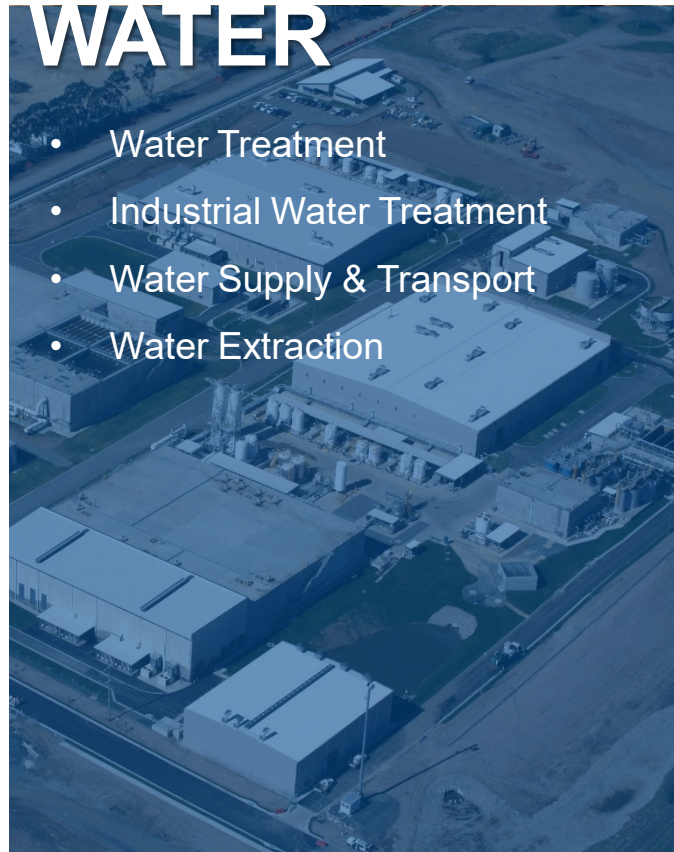 WATER
• Water Treatment
• Industrial Water Treatment
• Water Supply & Transport
• Water Extraction